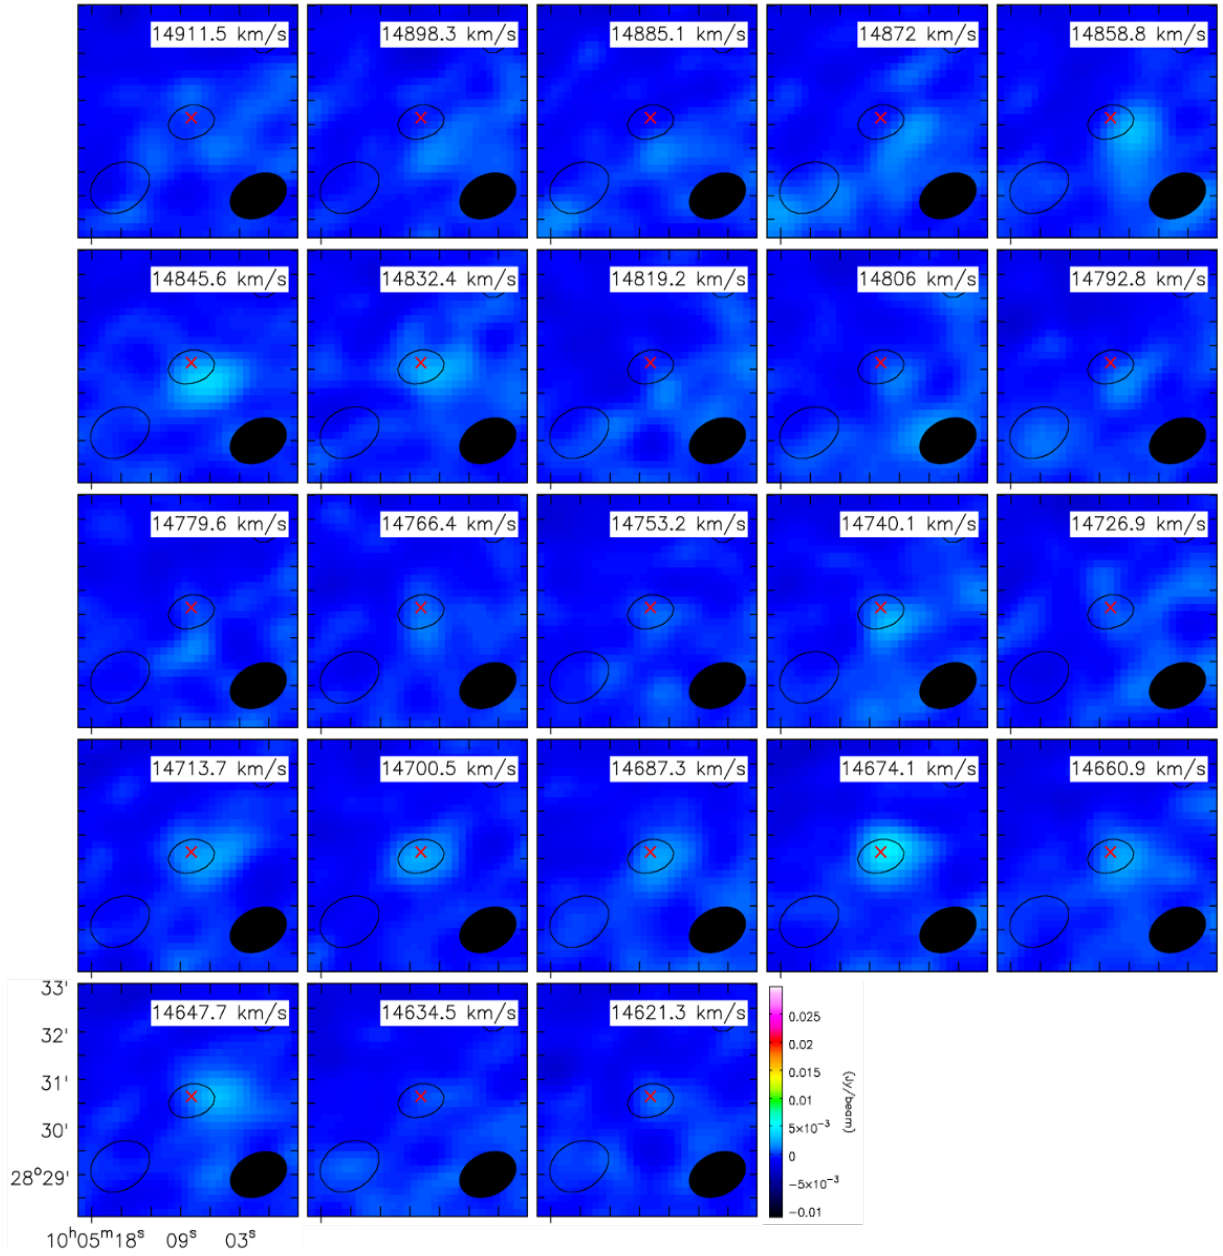 14911.5 km/s 14898.3 km/s 14885.1 km/s 14872 km/s 14858.8 km/s
14845.6 km/s 14832.4 km/s 14819.2 km/s 14806 km/s 14792.8 km/s
14779.6 km/s 14766.4 km/s 14753.2 km/s 14740.1 km/s 14726.9 km/s
14713.7 km/s 14700.5 km/s 14687.3 km/s 14674.1 km/s 14660.9 km/s
14647.7 km/s 14634.5 km/s 14621.3 km/s
33'
32'
31'
30'
28°29'
10ʰ05ᵐ18ˢ 09ˢ 03ˢ
0.025
0.02
0.015
0.01
5×10⁻³
0
−5×10⁻³
−0.01
(Jy/beam)